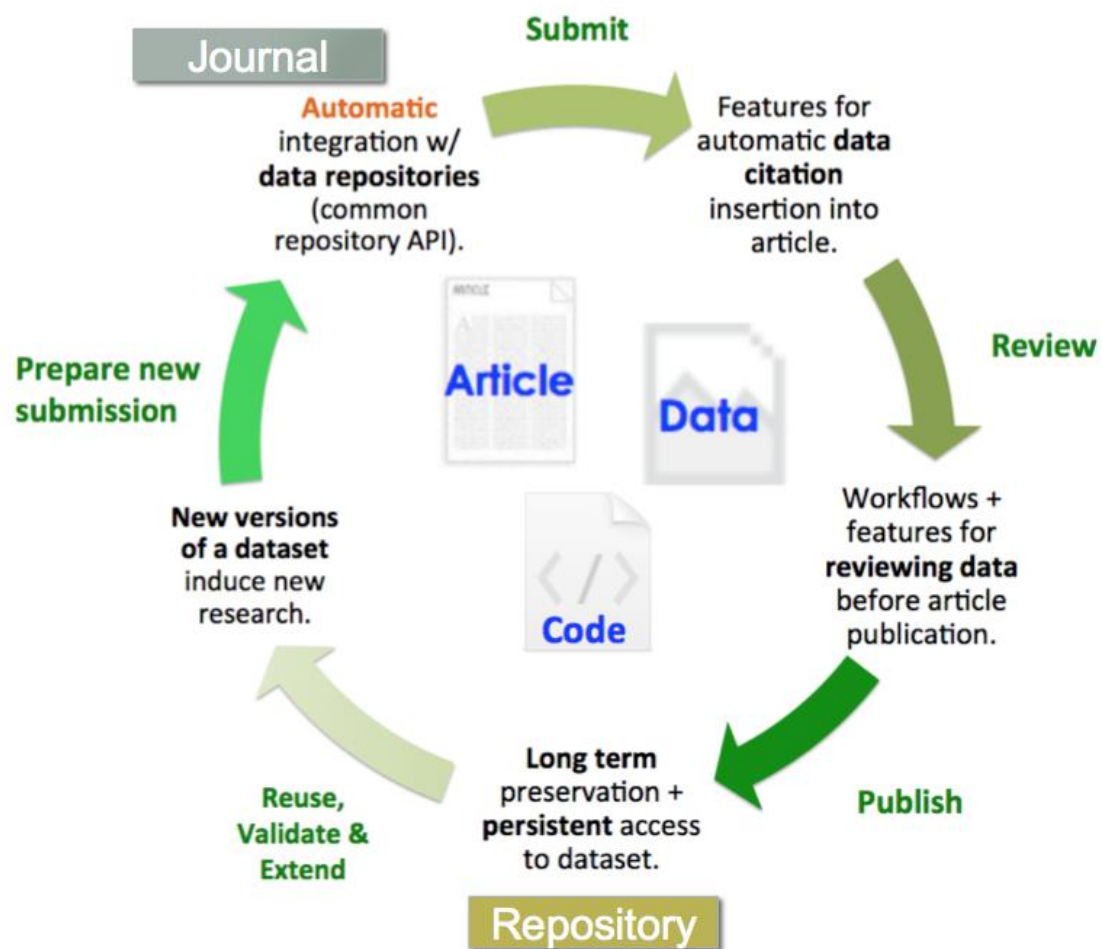 Submit
Journal
Automatic
integration w/
data repositories
(common
repository API).
Features for
automatic data
citation
insertion into
article.
Review
Workflows +
features for
reviewing data
before article
publication.
Publish
Long term
preservation +
persistent access
to dataset.
Repository
Reuse,
Validate &
Extend
New versions
of a dataset
induce new
research.
Prepare new
submission
ARTICLE
A
Article
Data
</>
Code